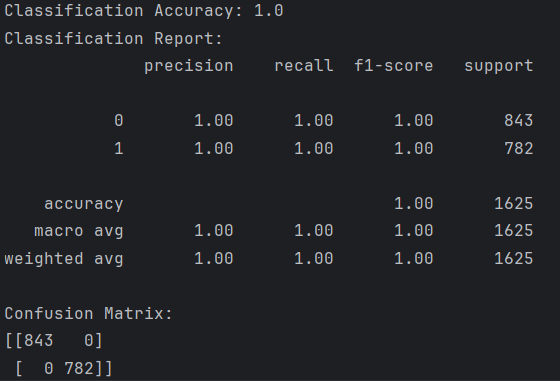 Classification Accuracy: 1.0
Classification Report:
              precision    recall  f1-score   support

           0       1.00      1.00      1.00       843
           1       1.00      1.00      1.00       782

    accuracy                           1.00      1625
   macro avg       1.00      1.00      1.00      1625
weighted avg       1.00      1.00      1.00      1625

Confusion Matrix:
[[843   0]
 [  0 782]]